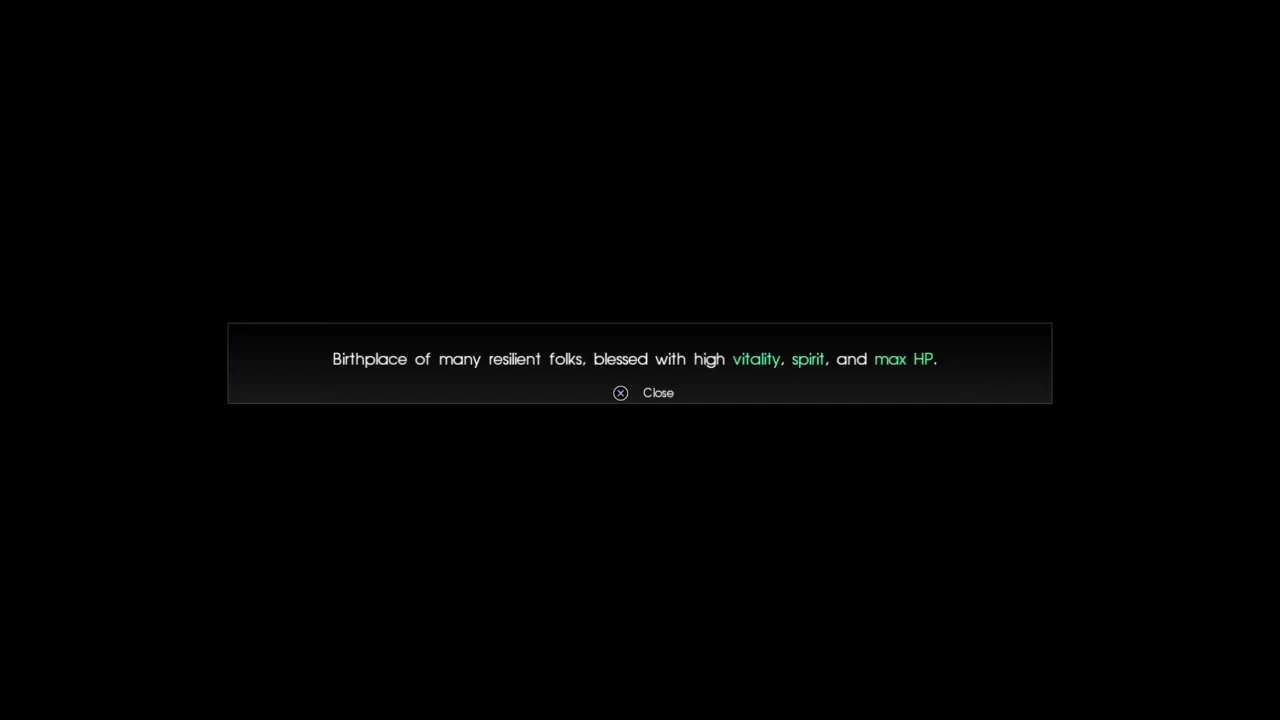 Birthplace of many resilient folks, blessed with high vitality, spirit, and max HP.
Close